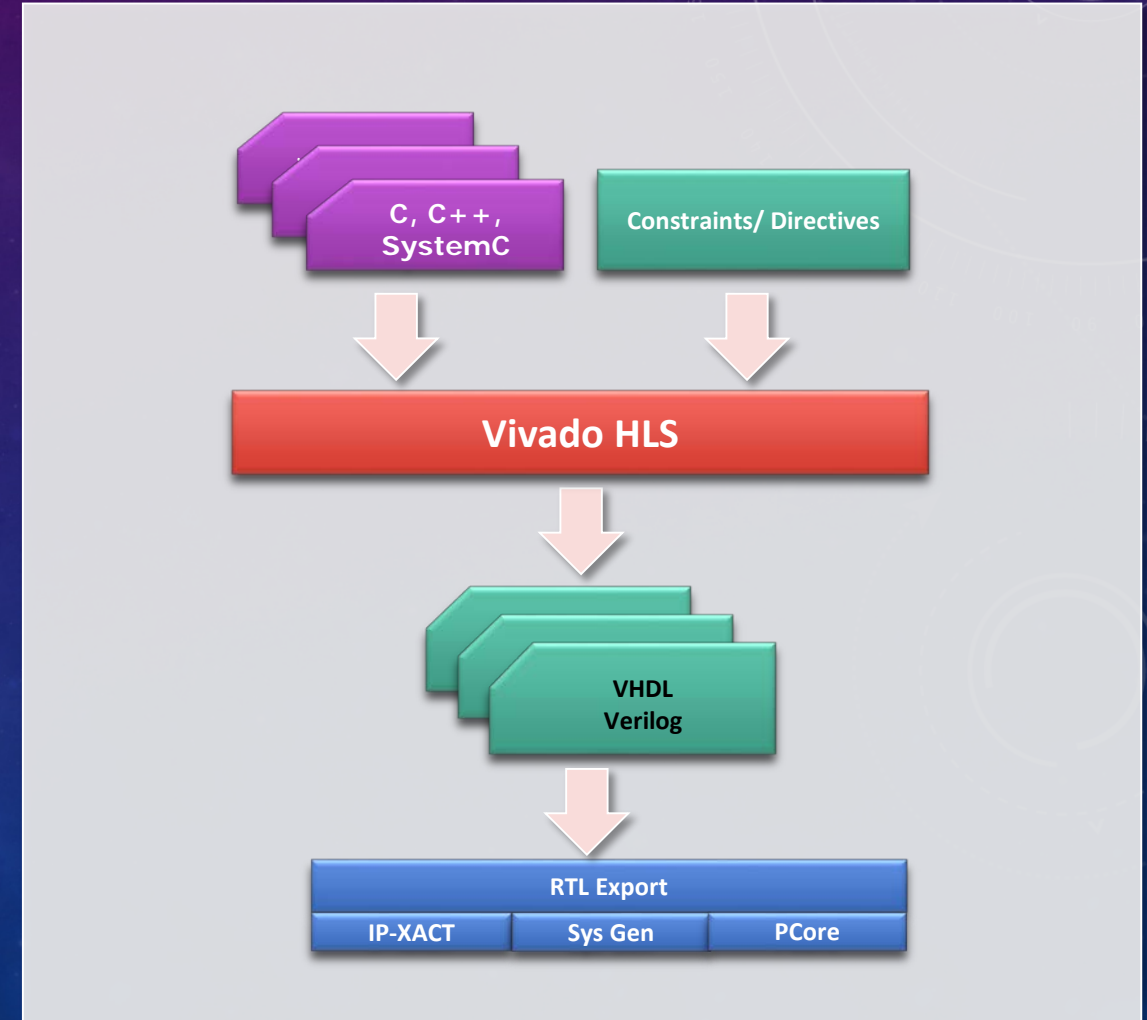 C, C++,
SystemC
Constraints/ Directives
Vivado HLS
VHDL
Verilog
RTL Export
IP-XACT
Sys Gen
PCore